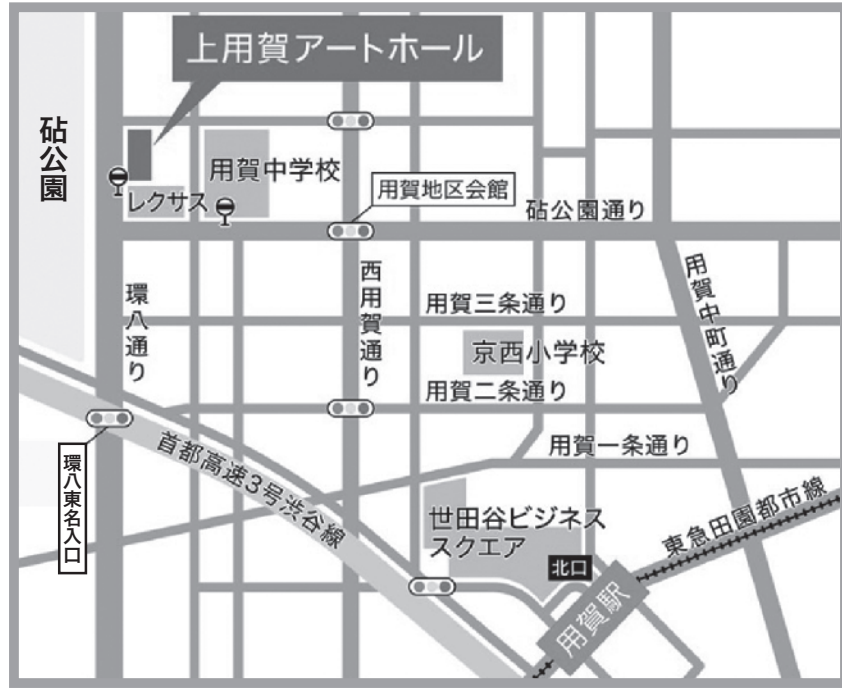 上用賀アートホール
砧公園
用賀中学校
レクサス
用賀地区会館
砧公園通り
環八通り
西用賀通り
用賀中町通り
用賀三条通り
京西小学校
用賀二条通り
用賀一条通り
環八東名入口
首都高速3号渋谷線
世田谷ビジネス
スクエア
東急田園都市線
北口
用賀駅